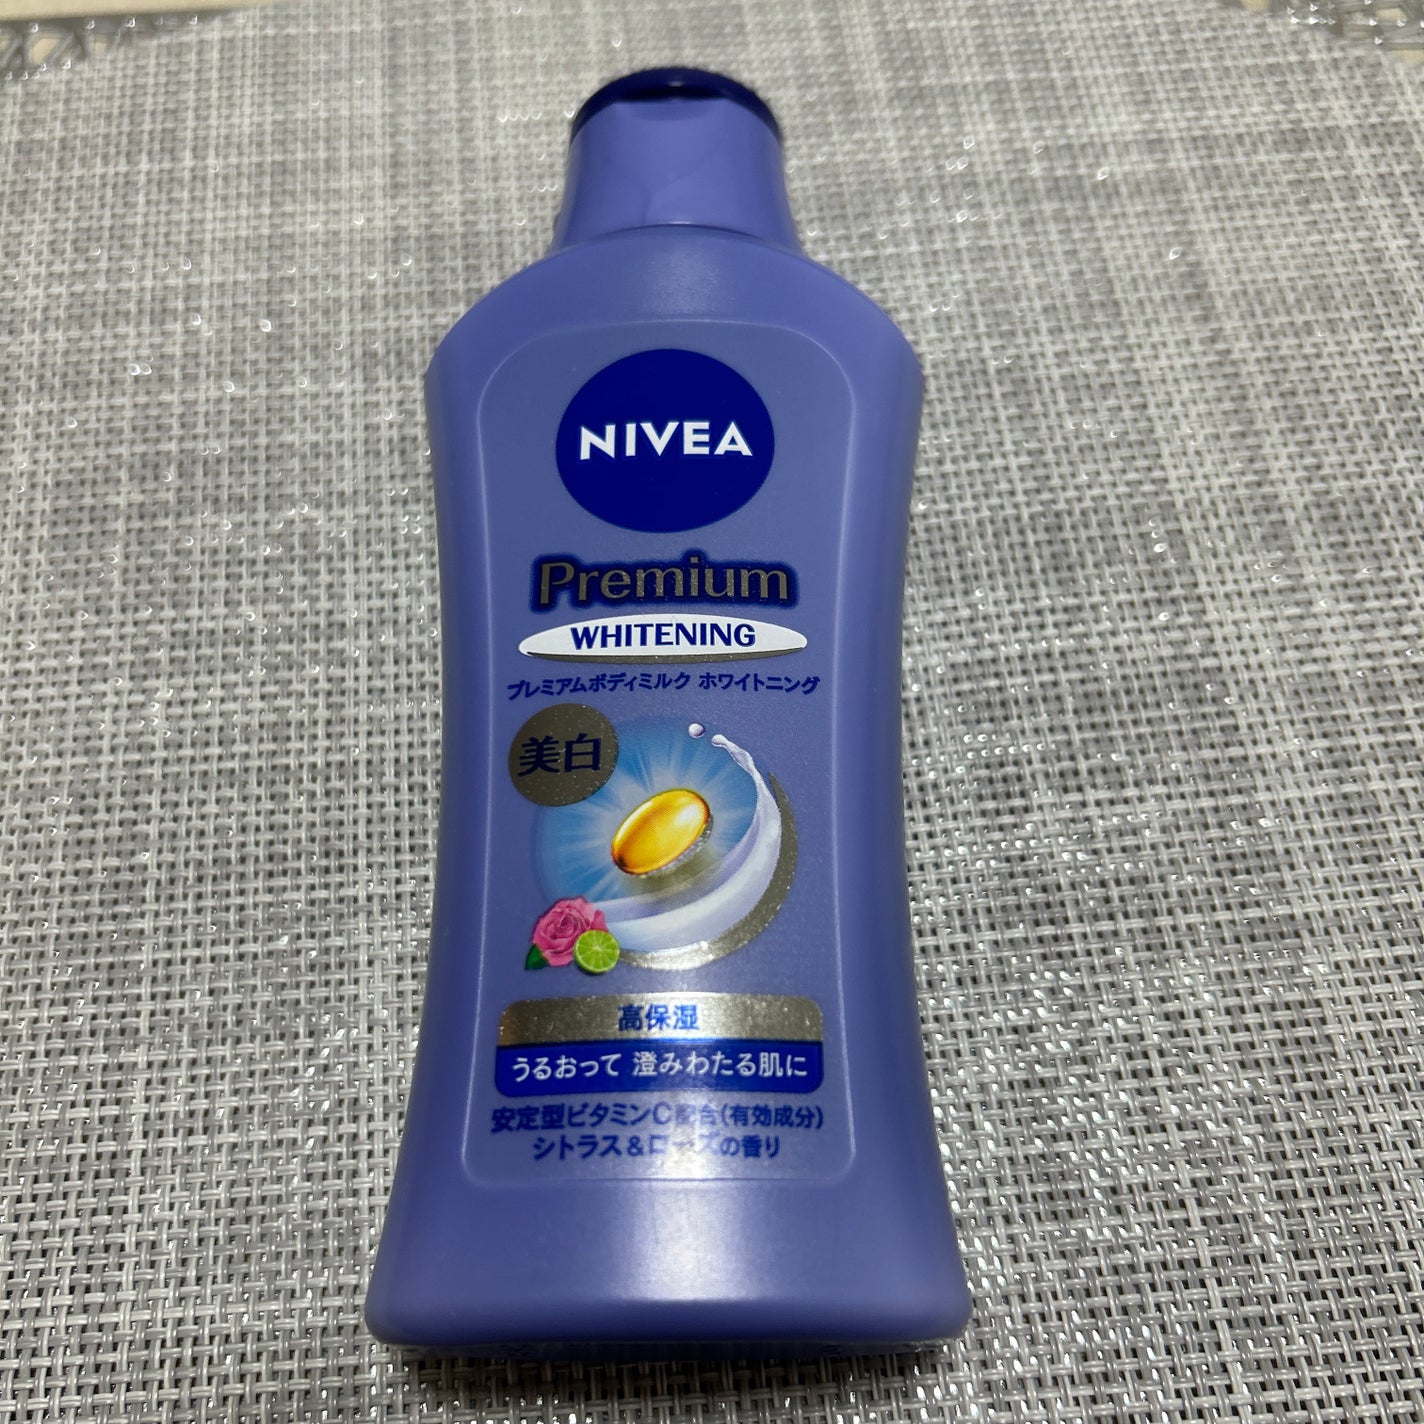 NIVEA
Premium
WHITENING
プレミアムボディミルク ホワイトニング
美白
高保湿
うるおって 澄みわたる肌に
安定型ビタミンC配合(有効成分)
シトラス&ローズの香り